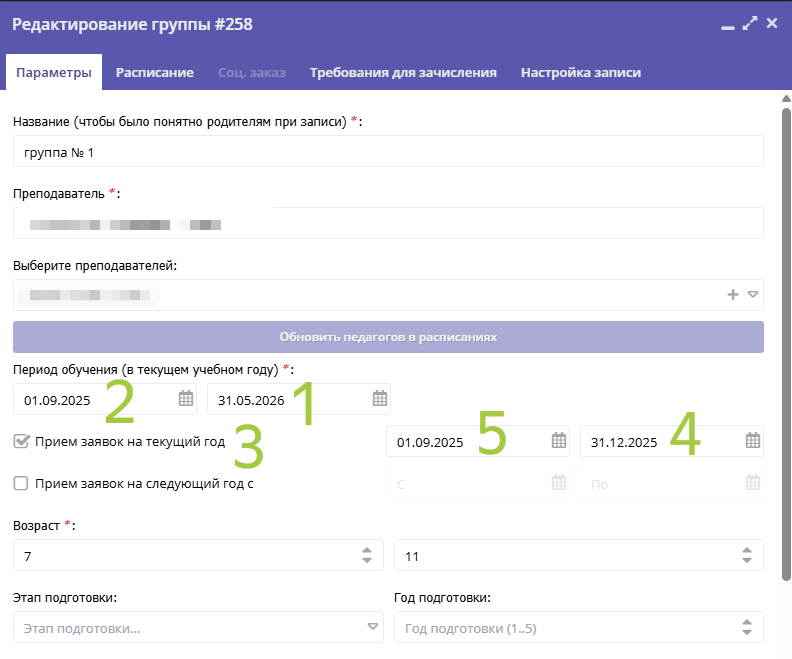 Редактирование группы #258
Параметры Расписание Соц. заказ Требования для зачисления Настройка записи
Название (чтобы было понятно родителям при записи) *:
группа № 1
Преподаватель *:
Выберите преподавателей:
Обновить педагогов в расписаниях
Период обучения (в текущем учебном году) *:
01.09.2025 2 31.05.2026 1
Прием заявок на текущий год 3 01.09.2025 5 31.12.2025 4
Прием заявок на следующий год с С По
Возраст *:
7 11
Этап подготовки: Год подготовки:
Этап подготовки... Год подготовки (1..5)